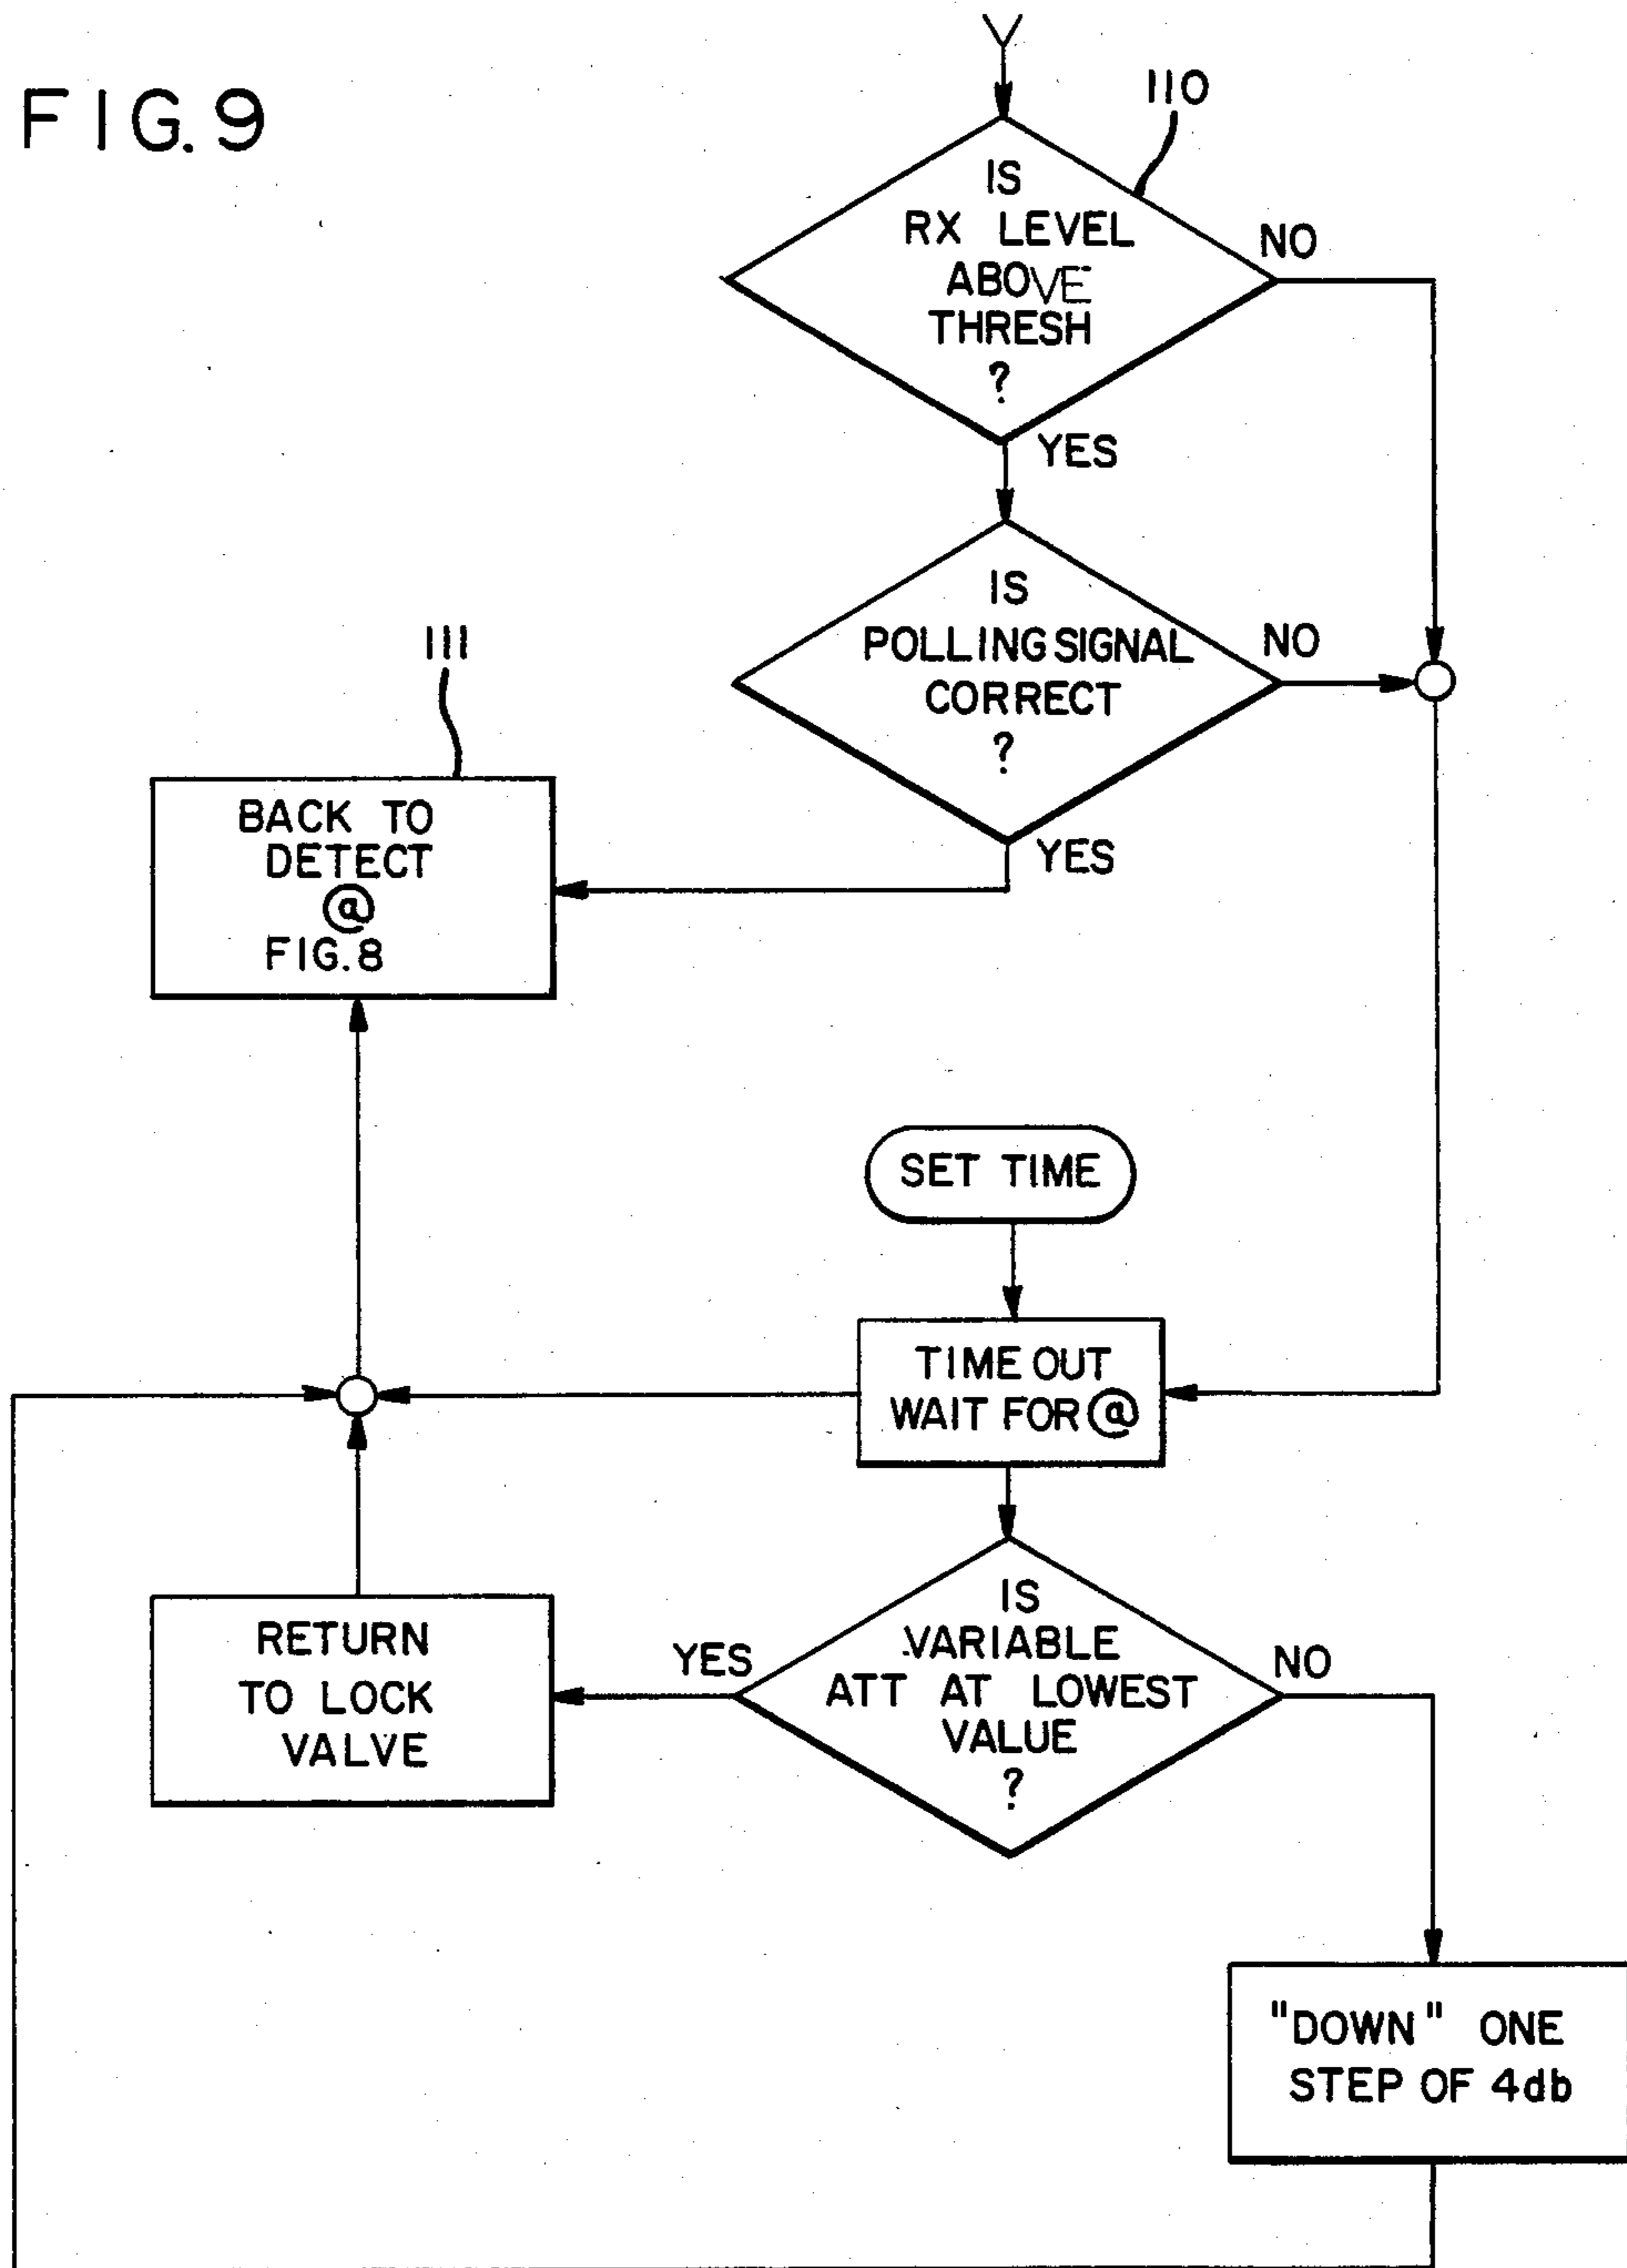 FIG. 9
110
IS
RX LEVEL
ABOVE
THRESH
?
NO
YES
IS
POLLING SIGNAL
CORRECT
?
NO
YES
111
BACK TO
DETECT
@
FIG. 8
SET TIME
TIME OUT
WAIT FOR @
IS
VARIABLE
ATT AT LOWEST
VALUE
?
YES
NO
RETURN
TO LOCK
VALVE
"DOWN" ONE
STEP OF 4db